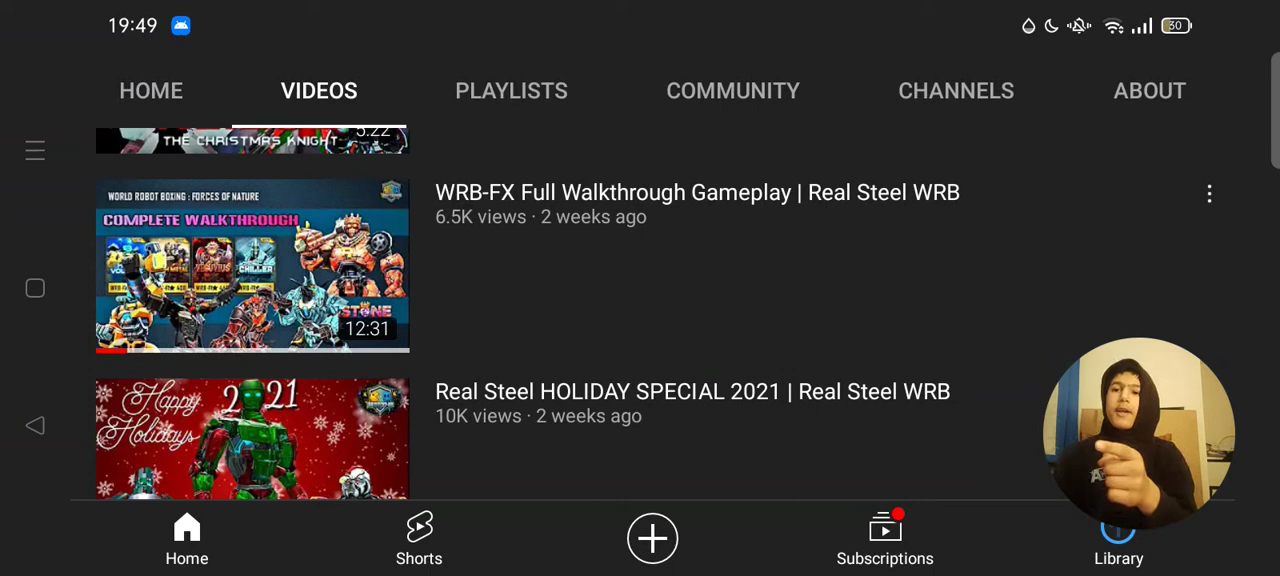 19:49
30
HOME VIDEOS PLAYLISTS COMMUNITY CHANNELS ABOUT
5:22
THE CHRISTMAS KNIGHT
WORLD ROBOT BOXING : FORCES OF NATURE
COMPLETE WALKTHROUGH
VESUVIUS CHILLER
STONE
12:31
WRB-FX Full Walkthrough Gameplay | Real Steel WRB
6.5K views · 2 weeks ago
Happy 2021
Holidays
Real Steel HOLIDAY SPECIAL 2021 | Real Steel WRB
10K views · 2 weeks ago
Home Shorts Subscriptions Library